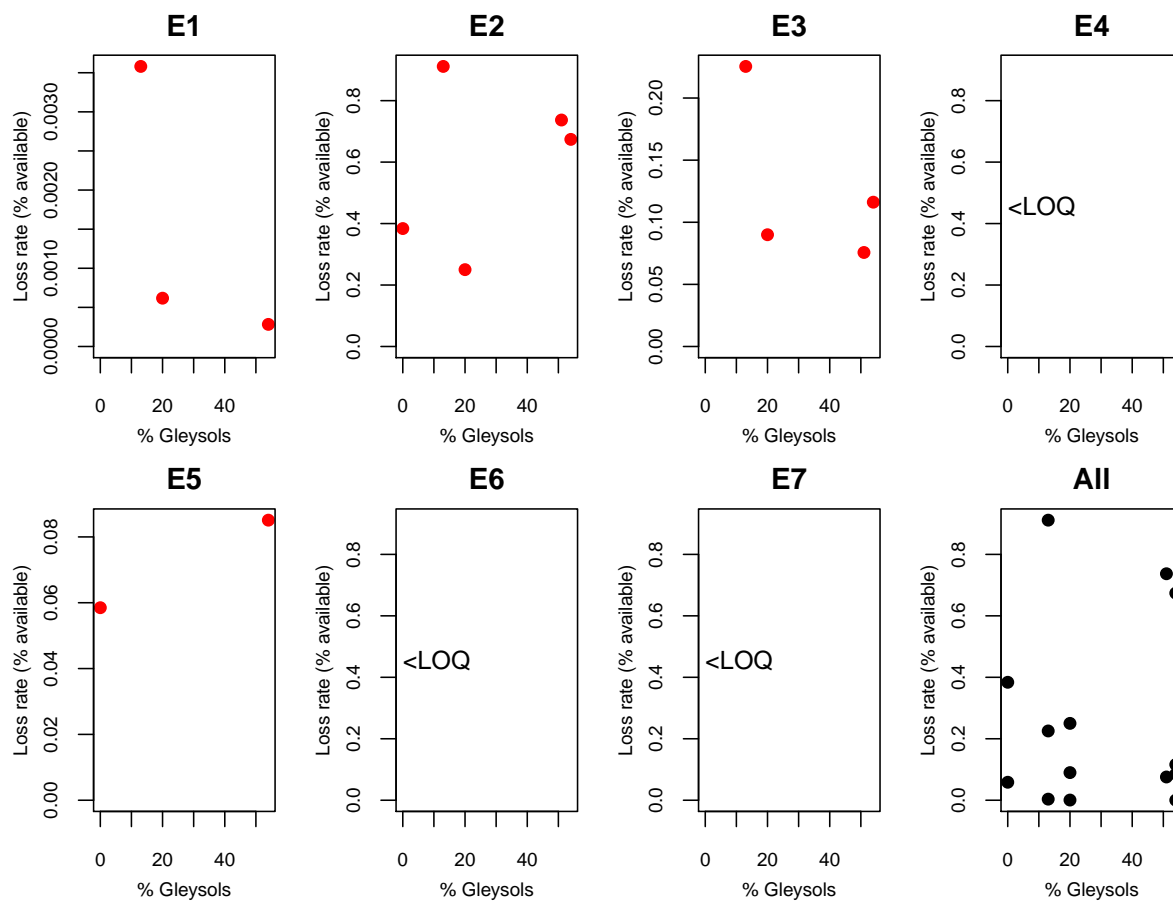 E1
Loss rate (% available)
0.0000 0.0010 0.0020 0.0030
0 20 40
% Gleysols
E2
Loss rate (% available)
0.0 0.2 0.4 0.6 0.8
0 20 40
% Gleysols
E3
Loss rate (% available)
0.00 0.05 0.10 0.15 0.20
0 20 40
% Gleysols
E4
Loss rate (% available)
0.0 0.2 0.4 0.6 0.8
<LOQ
0 20 40
% Gleysols
E5
Loss rate (% available)
0.00 0.02 0.04 0.06 0.08
0 20 40
% Gleysols
E6
Loss rate (% available)
0.0 0.2 0.4 0.6 0.8
<LOQ
0 20 40
% Gleysols
E7
Loss rate (% available)
0.0 0.2 0.4 0.6 0.8
<LOQ
0 20 40
% Gleysols
All
Loss rate (% available)
0.0 0.2 0.4 0.6 0.8
0 20 40
% Gleysols